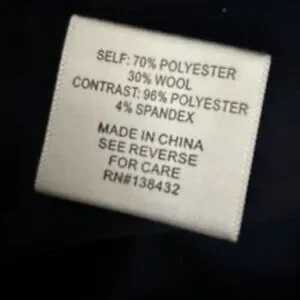 SELF: 70% POLYESTER
30% WOOL
CONTRAST: 96% POLYESTER
4% SPANDEX
MADE IN CHINA
SEE REVERSE
FOR CARE
RN#138432